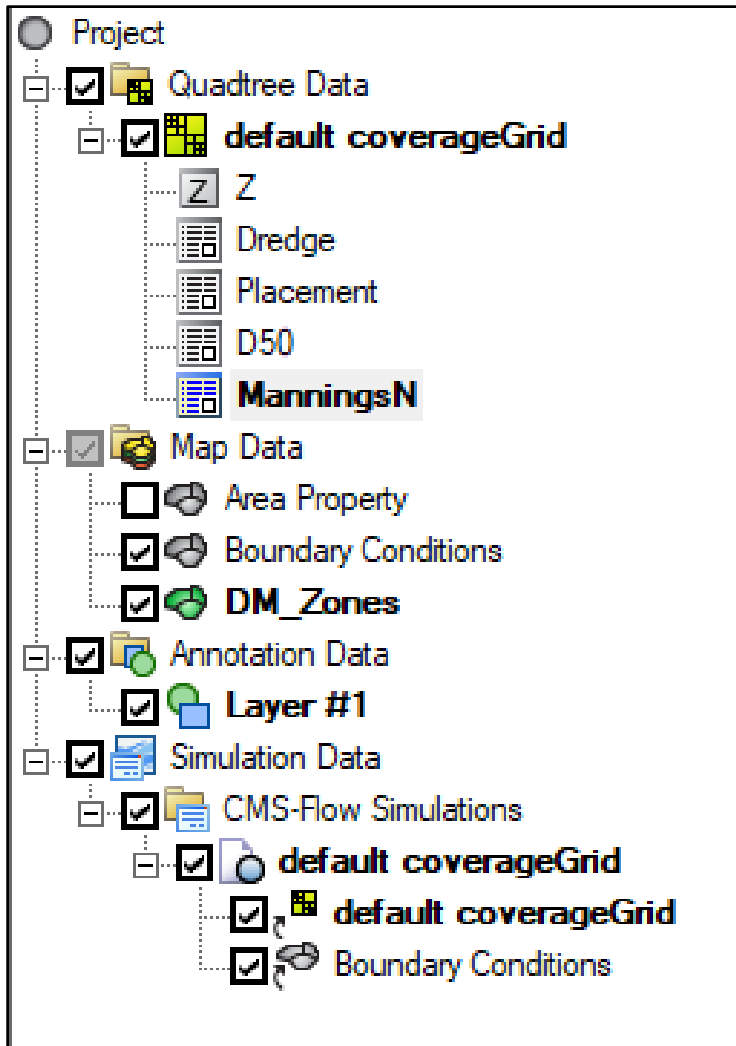 Project
Quadtree Data
default coverageGrid
Z
Dredge
Placement
D50
ManningsN
Map Data
Area Property
Boundary Conditions
DM_Zones
Annotation Data
Layer #1
Simulation Data
CMS-Flow Simulations
default coverageGrid
default coverageGrid
Boundary Conditions